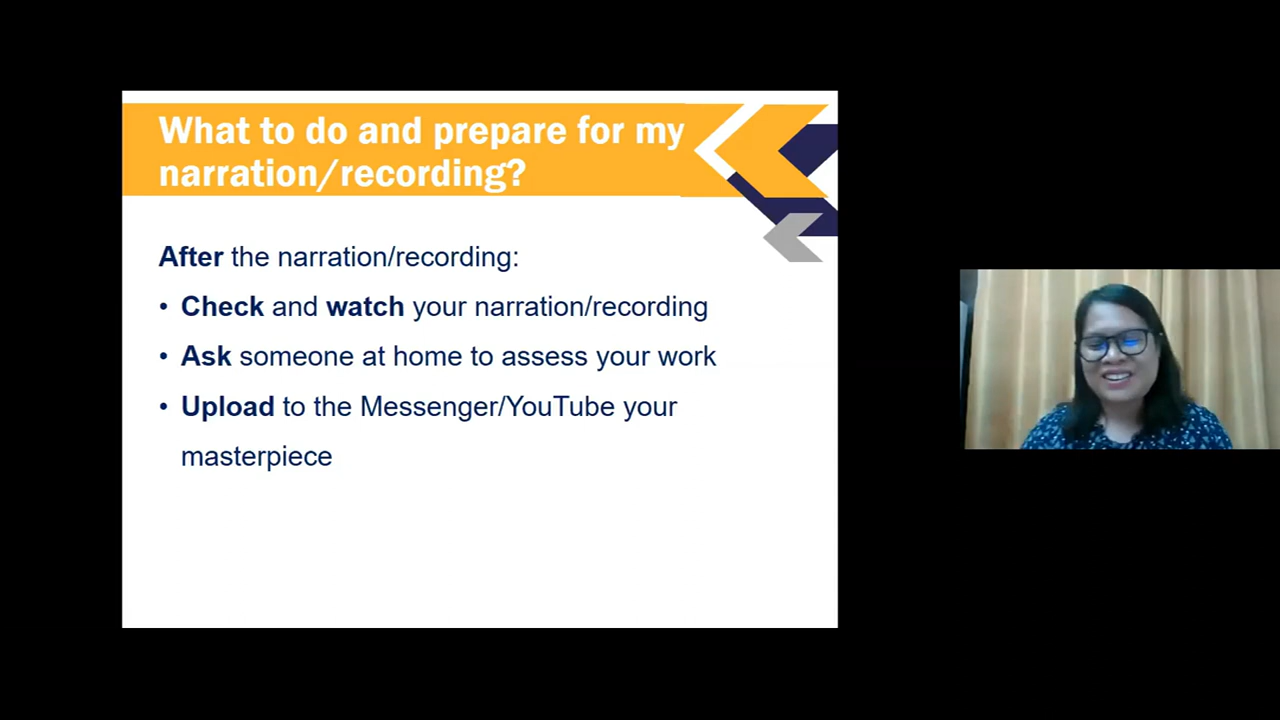 What to do and prepare for my
narration/recording?
After the narration/recording:
• Check and watch your narration/recording
• Ask someone at home to assess your work
• Upload to the Messenger/YouTube your
masterpiece